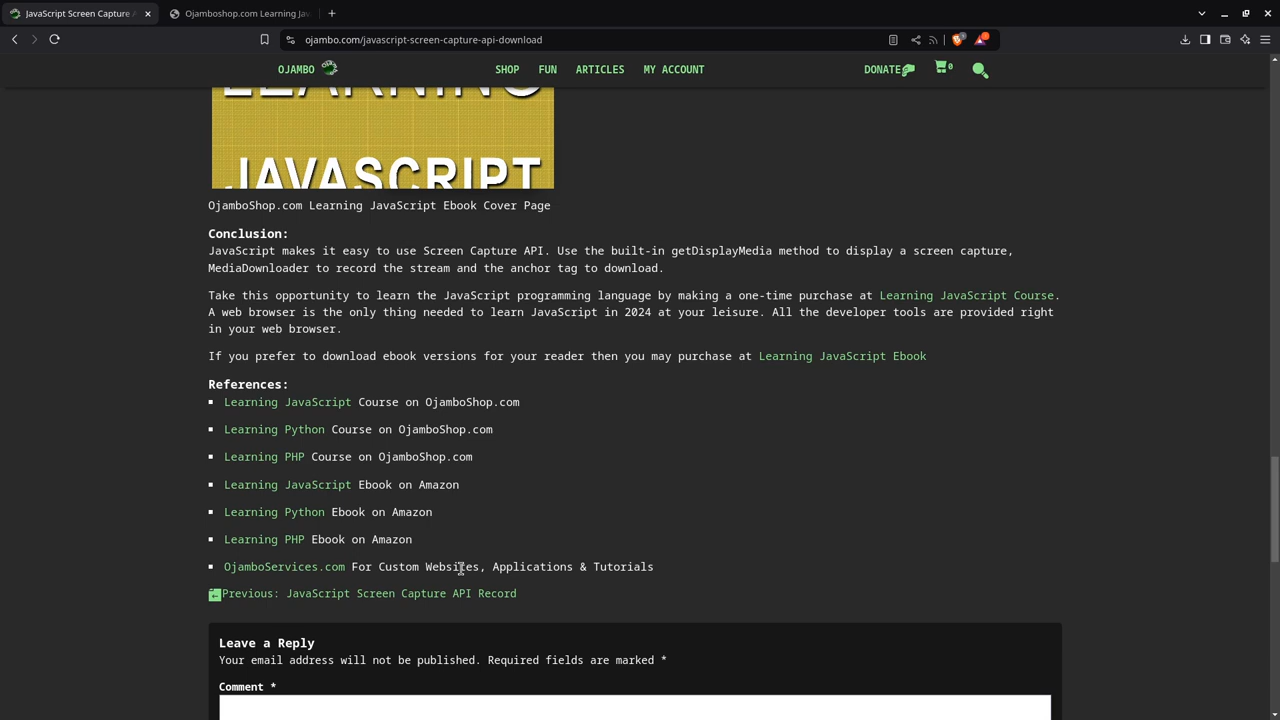 JavaScript Screen Capture A
Ojamboshop.com Learning Jav
ojambo.com/javascript-screen-capture-api-download
OJAMBO
SHOP
FUN
ARTICLES
MY ACCOUNT
DONATE
0
LEARNING
JAVASCRIPT
OjamboShop.com Learning JavaScript Ebook Cover Page
Conclusion:
JavaScript makes it easy to use Screen Capture API. Use the built-in getDisplayMedia method to display a screen capture,
MediaDownloader to record the stream and the anchor tag to download.
Take this opportunity to learn the JavaScript programming language by making a one-time purchase at Learning JavaScript Course.
A web browser is the only thing needed to learn JavaScript in 2024 at your leisure. All the developer tools are provided right
in your web browser.
If you prefer to download ebook versions for your reader then you may purchase at Learning JavaScript Ebook
References:
Learning JavaScript Course on OjamboShop.com
Learning Python Course on OjamboShop.com
Learning PHP Course on OjamboShop.com
Learning JavaScript Ebook on Amazon
Learning Python Ebook on Amazon
Learning PHP Ebook on Amazon
OjamboServices.com For Custom Websites, Applications & Tutorials
Previous: JavaScript Screen Capture API Record
Leave a Reply
Your email address will not be published. Required fields are marked *
Comment *